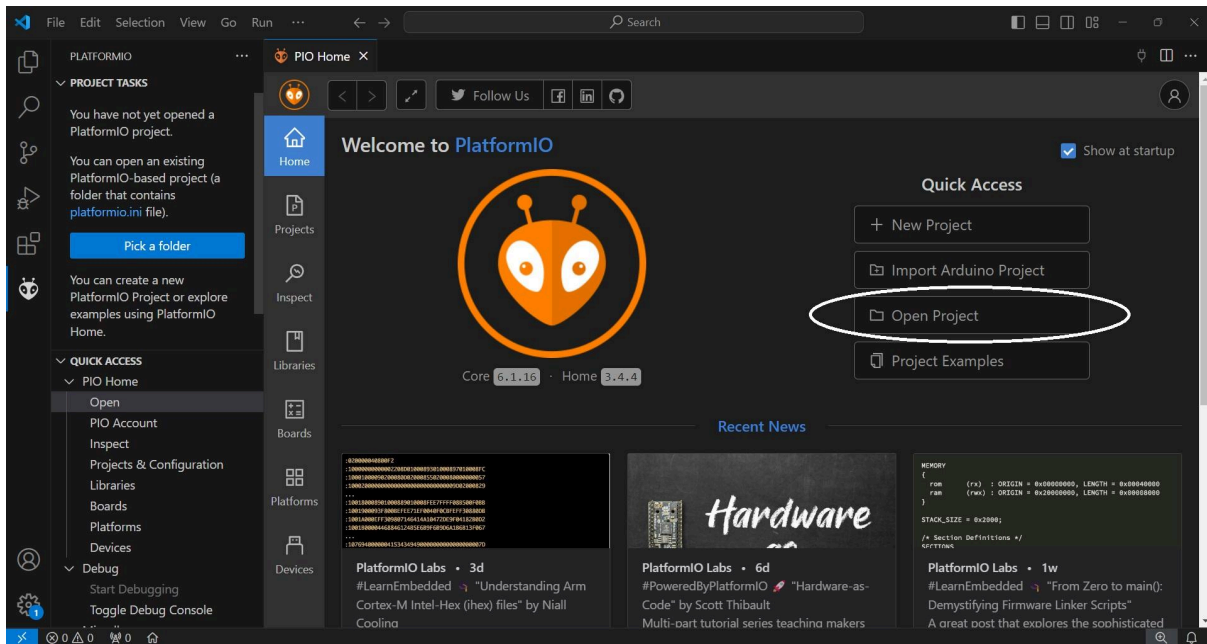 File Edit Selection View Go Run ···
Search
PLATFORMIO ···
PROJECT TASKS
You have not yet opened a
PlatformIO project.
You can open an existing
PlatformIO-based project (a
folder that contains
platformio.ini file).
Pick a folder
You can create a new
PlatformIO Project or explore
examples using PlatformIO
Home.
QUICK ACCESS
PIO Home
Open
PIO Account
Inspect
Projects & Configuration
Libraries
Boards
Platforms
Devices
Debug
Start Debugging
Toggle Debug Console
1
0 0 0
PIO Home
Follow Us
Home
Projects
Inspect
Libraries
Boards
Platforms
Devices
Welcome to PlatformIO
Show at startup
Core 6.1.16 · Home 3.4.4
Quick Access
New Project
Import Arduino Project
Open Project
Project Examples
Recent News
PlatformIO Labs • 3d
#LearnEmbedded "Understanding Arm
Cortex-M Intel-Hex (ihex) files" by Niall
Cooling
Hardware
PlatformIO Labs • 6d
#PoweredByPlatformIO 🚀 "Hardware-as-
Code" by Scott Thibault
Multi-part tutorial series teaching makers
MEMORY
{
rom (rx) : ORIGIN = 0x00000000, LENGTH = 0x00040000
ram (rwx) : ORIGIN = 0x20000000, LENGTH = 0x00008000
}
STACK_SIZE = 0x2000;
/* Section Definitions */
SECTIONS
PlatformIO Labs • 1w
#LearnEmbedded "From Zero to main():
Demystifying Firmware Linker Scripts"
A great post that explores the sophisticated